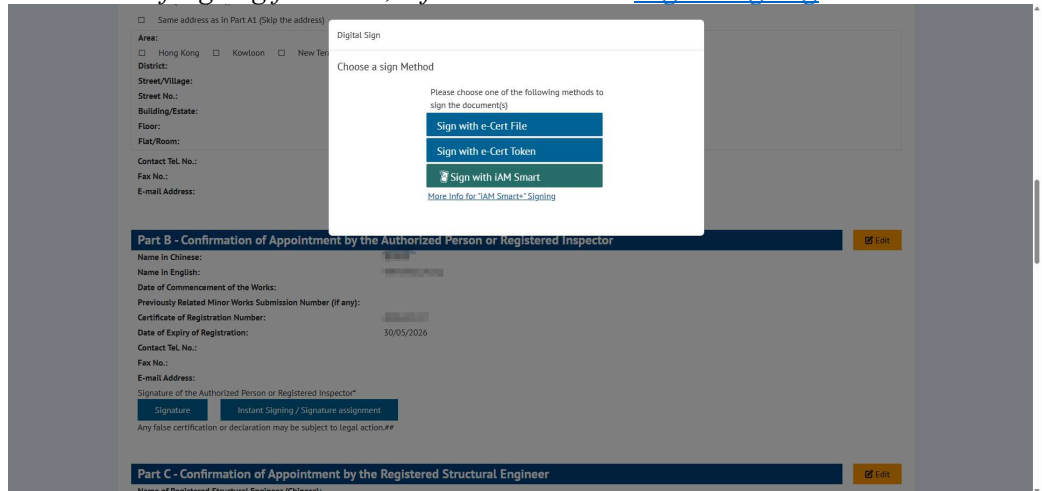 ☐ Same address as in Part A1 (Skip the address)
Area:
☐ Hong Kong ☐ Kowloon ☐ New
District:
Street/Village:
Street No.:
Building/Estate:
Floor:
Flat/Room:
Contact Tel. No.:
Fax No.:
E-mail Address:
Digital Sign
Choose a sign Method
Please choose one of the following methods to
sign the document(s)
Sign with e-Cert File
Sign with e-Cert Token
Sign with iAM Smart
More Info for "iAM Smart+" Signing
Part B - Confirmation of Appointment by the Authorized Person or Registered Inspector
Edit
Name in Chinese:
Name in English:
Date of Commencement of the Works:
Previously Related Minor Works Submission Number (if any):
Certificate of Registration Number:
Date of Expiry of Registration: 30/05/2026
Contact Tel. No.:
Fax No.:
E-mail Address:
Signature of the Authorized Person or Registered Inspector*
Signature Instant Signing / Signature assignment
Any false certification or declaration may be subject to legal action.##
Part C - Confirmation of Appointment by the Registered Structural Engineer
Edit
Name of Registered Structural Engineer (Chinese):